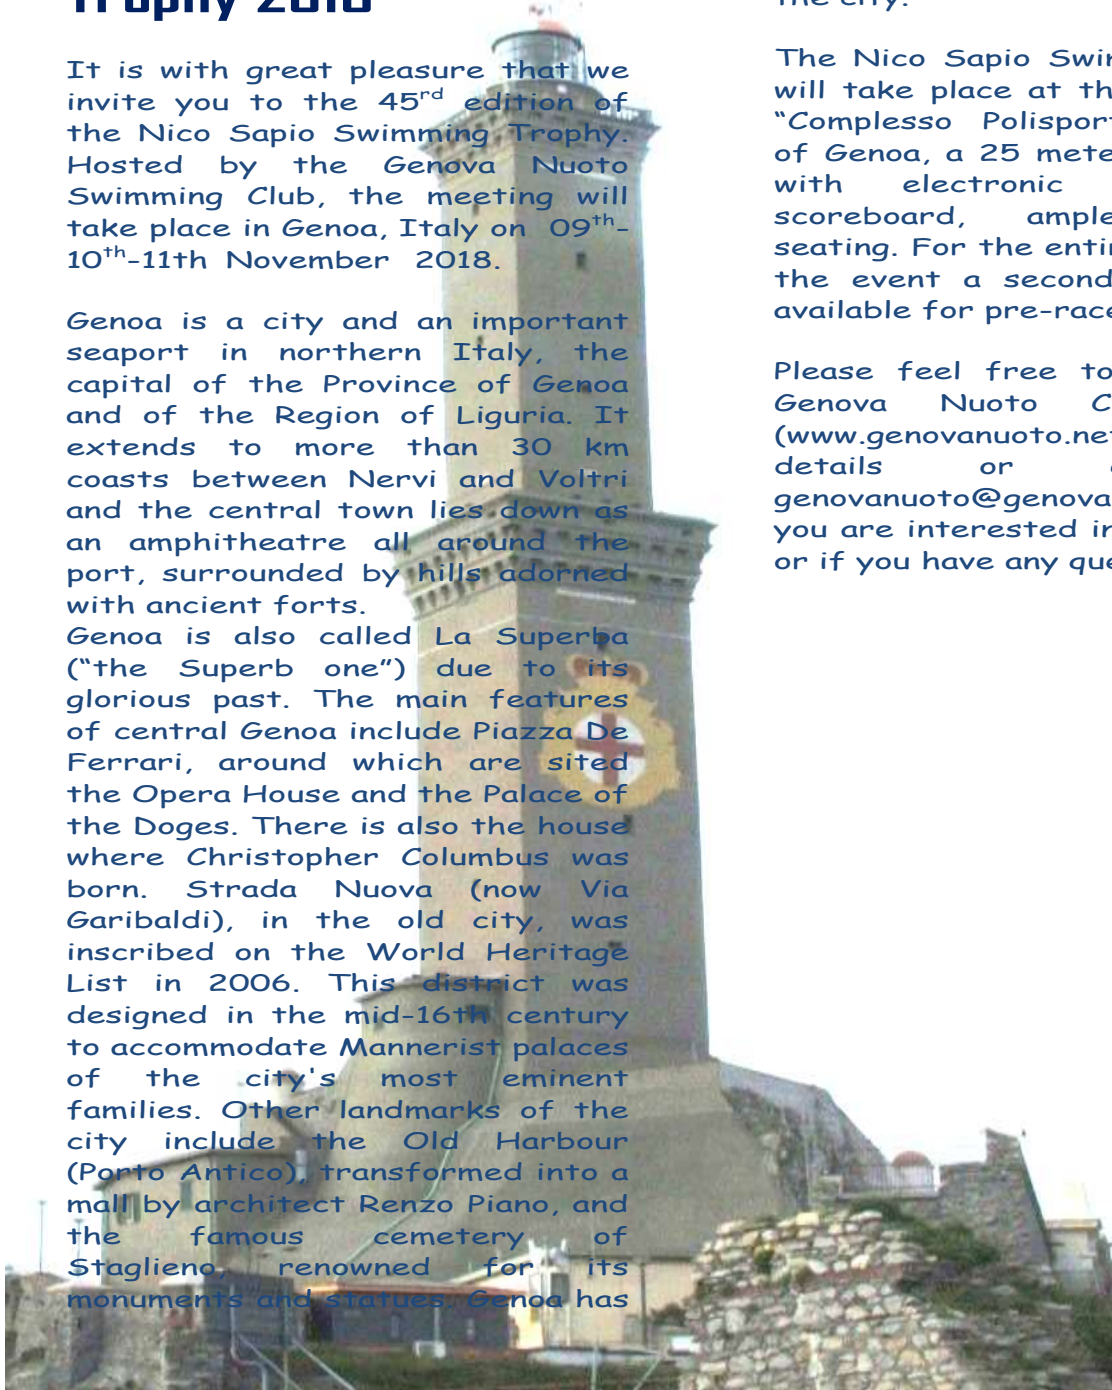 Trophy 2018
It is with great pleasure that we
invite you to the 45rd edition of
the Nico Sapio Swimming Trophy.
Hosted by the Genova Nuoto
Swimming Club, the meeting will
take place in Genoa, Italy on 09th-
10th-11th November 2018.
Genoa is a city and an important
seaport in northern Italy, the
capital of the Province of Genoa
and of the Region of Liguria. It
extends to more than 30 km
coasts between Nervi and Voltri
and the central town lies down as
an amphitheatre all around the
port, surrounded by hills adorned
with ancient forts.
Genoa is also called La Superba
("the Superb one") due to its
glorious past. The main features
of central Genoa include Piazza De
Ferrari, around which are sited
the Opera House and the Palace of
the Doges. There is also the house
where Christopher Columbus was
born. Strada Nuova (now Via
Garibaldi), in the old city, was
inscribed on the World Heritage
List in 2006. This district was
designed in the mid-16th century
to accommodate Mannerist palaces
of the city's most eminent
families. Other landmarks of the
city include the Old Harbour
(Porto Antico), transformed into a
mall by architect Renzo Piano, and
the famous cemetery of
Staglieno, renowned for its
monuments and statues. Genoa has
the city.
The Nico Sapio Swim
will take place at th
"Complesso Polisport
of Genoa, a 25 mete
with electronic
scoreboard, ample
seating. For the entir
the event a second
available for pre-race
Please feel free to
Genova Nuoto C
(www.genovanuoto.net
details or
genovanuoto@genova
you are interested in
or if you have any que